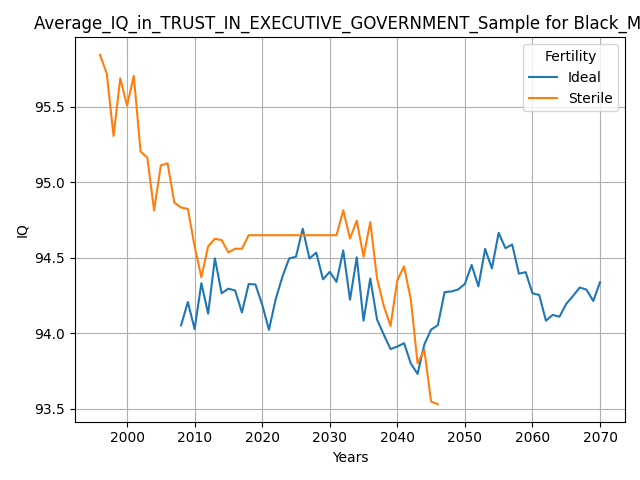 Average_IQ_in_TRUST_IN_EXECUTIVE_GOVERNMENT_Sample for Black_M
Fertility
Ideal
Sterile
95.5
95.0
94.5
94.0
93.5
IQ
2000 2010 2020 2030 2040 2050 2060 2070
Years